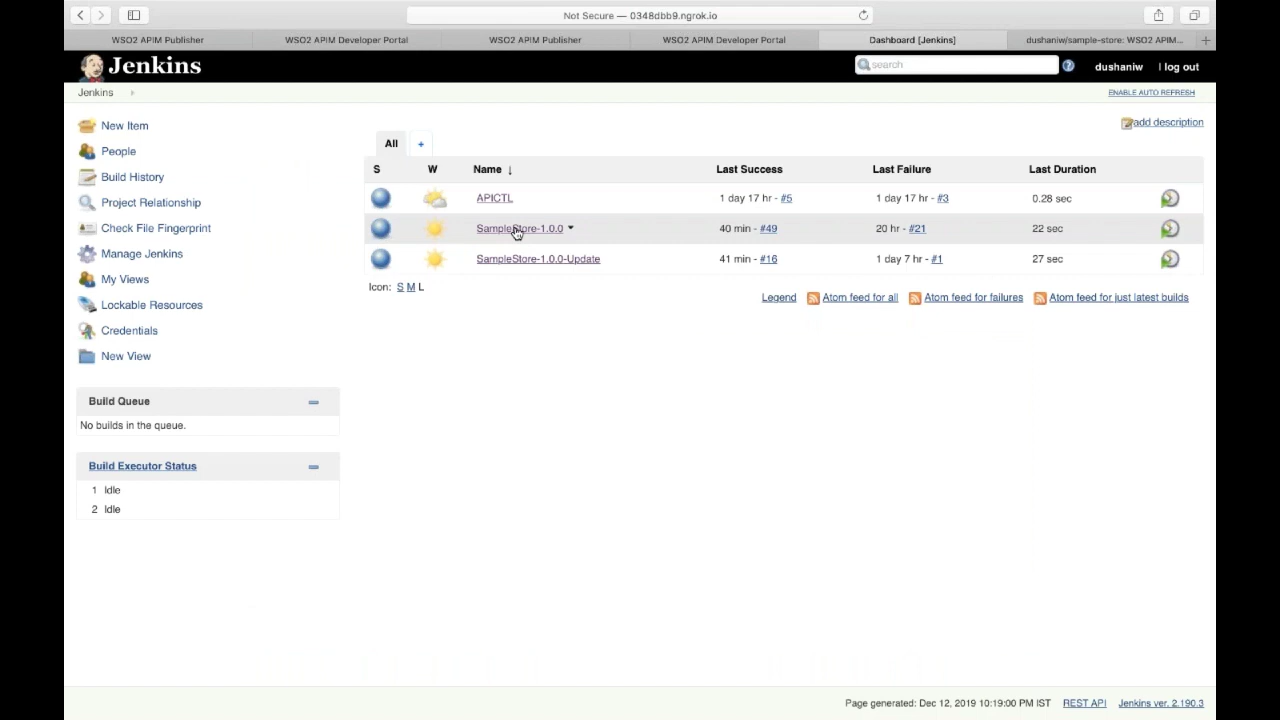 Not Secure — 0348dbb9.ngrok.io
WSO2 APIM Publisher
WSO2 APIM Developer Portal
WSO2 APIM Publisher
WSO2 APIM Developer Portal
Dashboard [Jenkins]
dushaniw/sample-store: WSO2 APIM...
+
Jenkins
search
?
dushaniw
| log out
Jenkins
ENABLE AUTO REFRESH
New Item
People
Build History
Project Relationship
Check File Fingerprint
Manage Jenkins
My Views
Lockable Resources
Credentials
New View
Build Queue
No builds in the queue.
Build Executor Status
1 Idle
2 Idle
add description
All +
S W Name ↓ Last Success Last Failure Last Duration
APICTL 1 day 17 hr - #5 1 day 17 hr - #3 0.28 sec
SampleStore-1.0.0 40 min - #49 20 hr - #21 22 sec
SampleStore-1.0.0-Update 41 min - #16 1 day 7 hr - #1 27 sec
Icon: S M L
Legend Atom feed for all Atom feed for failures Atom feed for just latest builds
Page generated: Dec 12, 2019 10:19:00 PM IST REST API Jenkins ver. 2.190.3